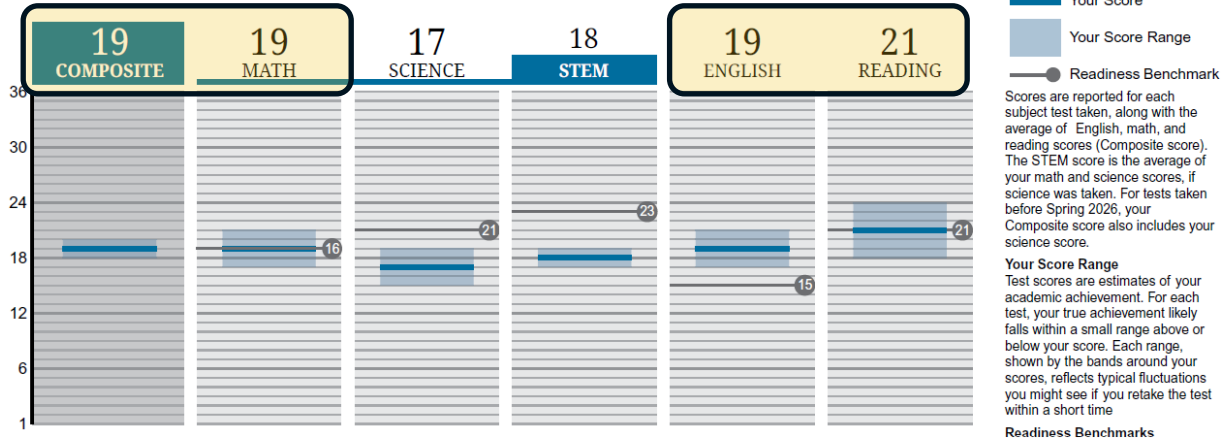 19
COMPOSITE
19
MATH
17
SCIENCE
18
STEM
19
ENGLISH
21
READING
36
30
24
18
12
6
1
16
21
23
15
21
Your Score
Your Score Range
Readiness Benchmark
Scores are reported for each
subject test taken, along with the
average of English, math, and
reading scores (Composite score).
The STEM score is the average of
your math and science scores, if
science was taken. For tests taken
before Spring 2026, your
Composite score also includes your
science score.
Your Score Range
Test scores are estimates of your
academic achievement. For each
test, your true achievement likely
falls within a small range above or
below your score. Each range,
shown by the bands around your
scores, reflects typical fluctuations
you might see if you retake the test
within a short time
Readiness Benchmarks